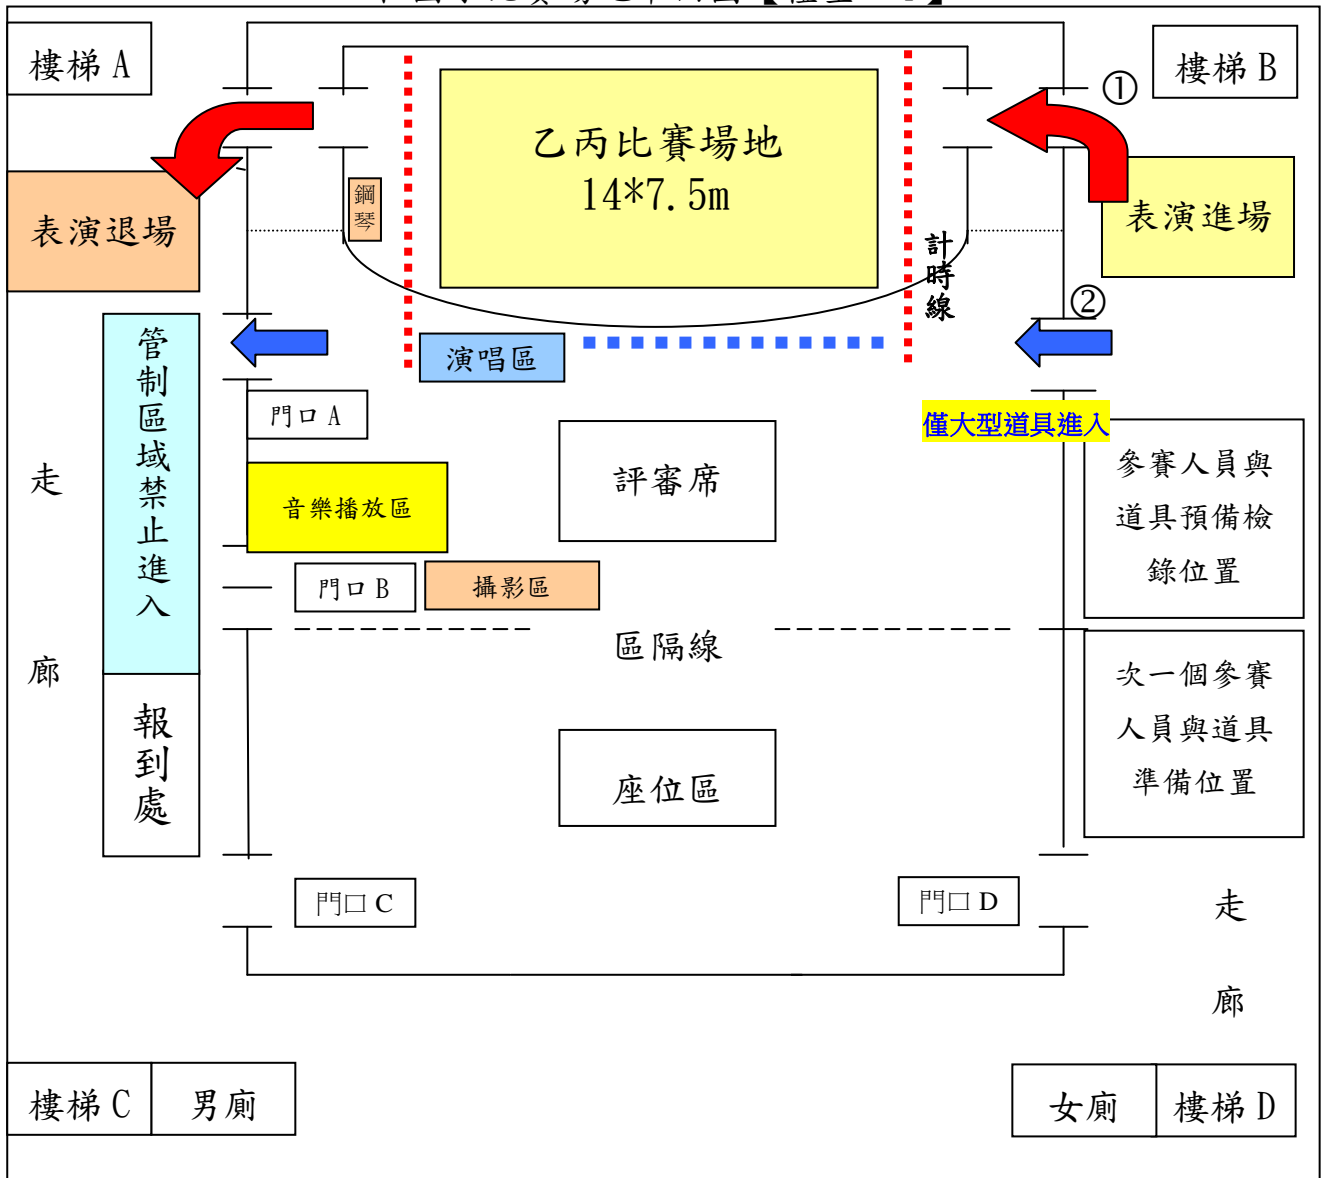 樓梯 A
樓梯 B
①
乙丙比賽場地
14*7.5m
鋼琴
表演退場
表演進場
計時線
②
管制區域禁止進入
演唱區
門口 A
僅大型道具進入
評審席
參賽人員與
道具預備檢
錄位置
走廊
音樂播放區
門口 B
攝影區
區隔線
次一個參賽
人員與道具
準備位置
報到處
座位區
門口 C
門口 D
走廊
樓梯 C
男廁
女廁
樓梯 D